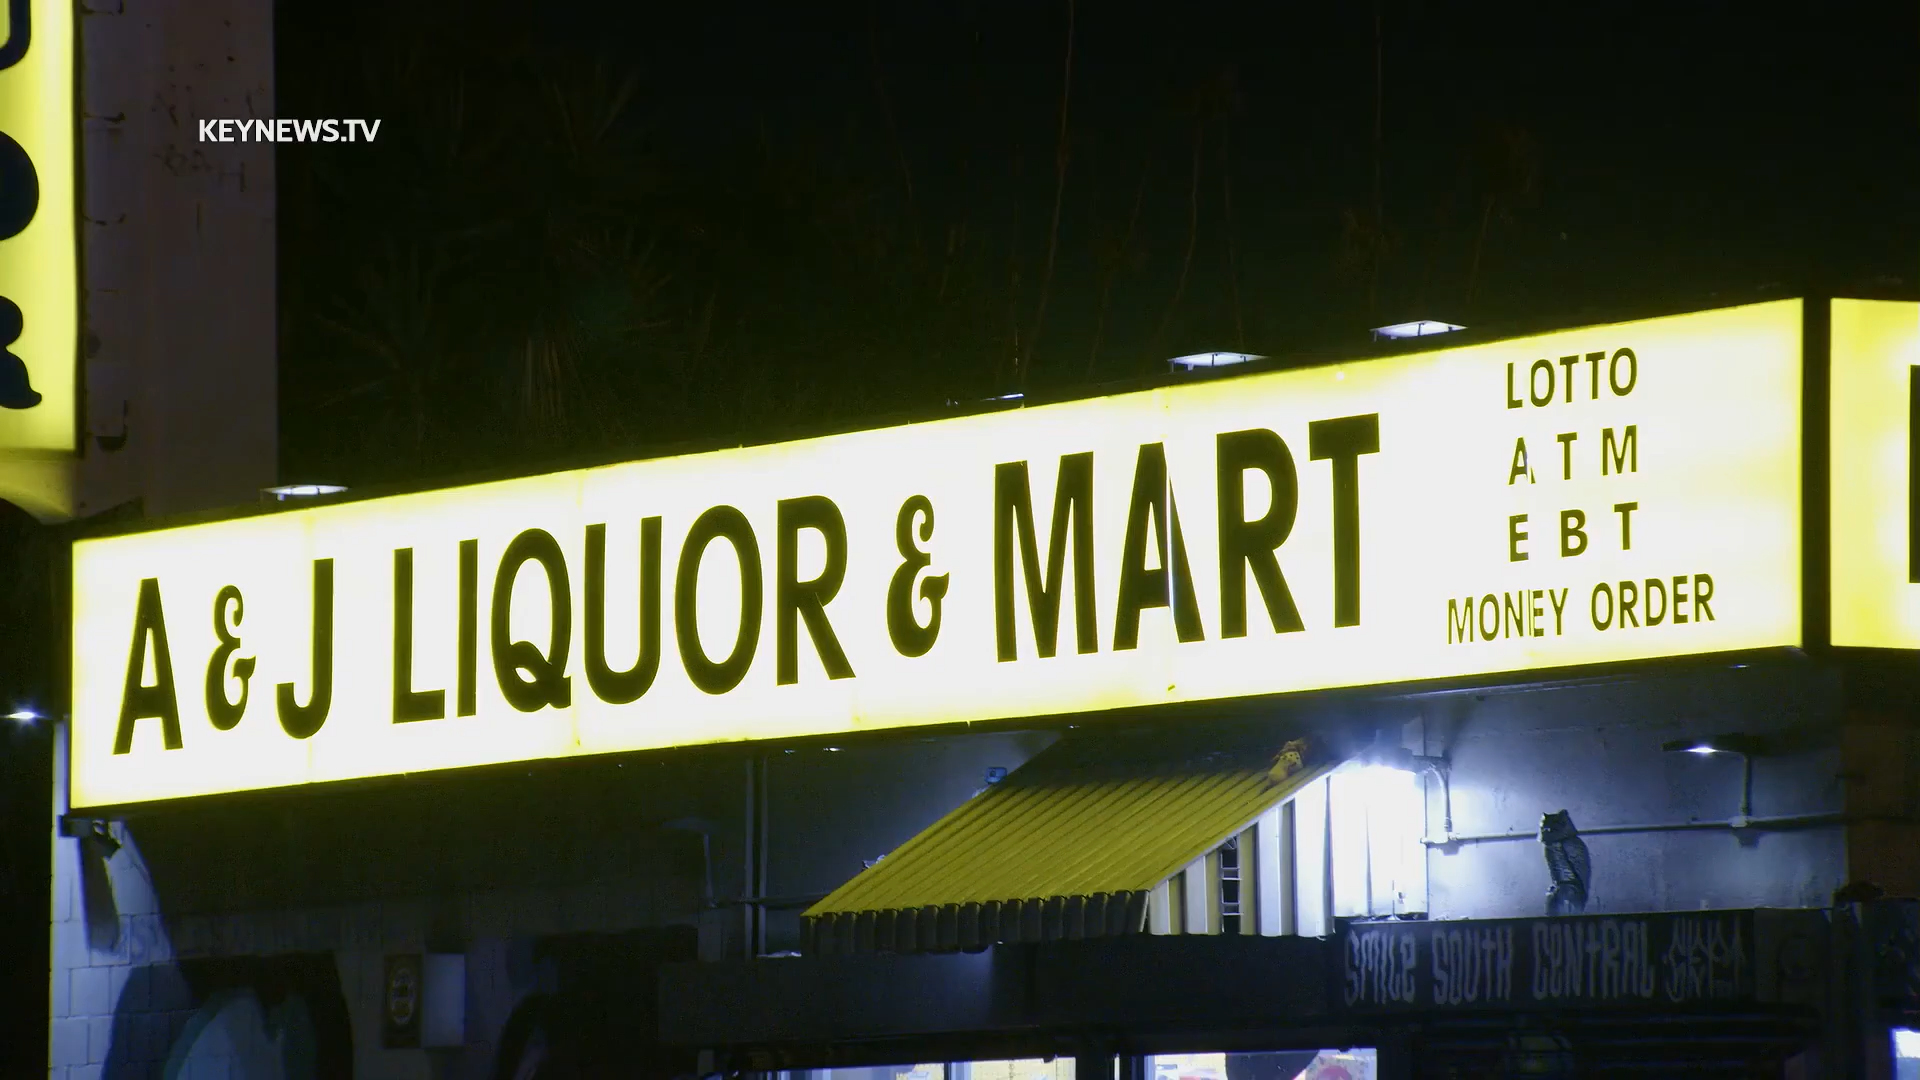 KEYNEWS.TV
A & J LIQUOR & MART
LOTTO
ATM
EBT
MONEY ORDER
SMILE SOUTH CENTRAL